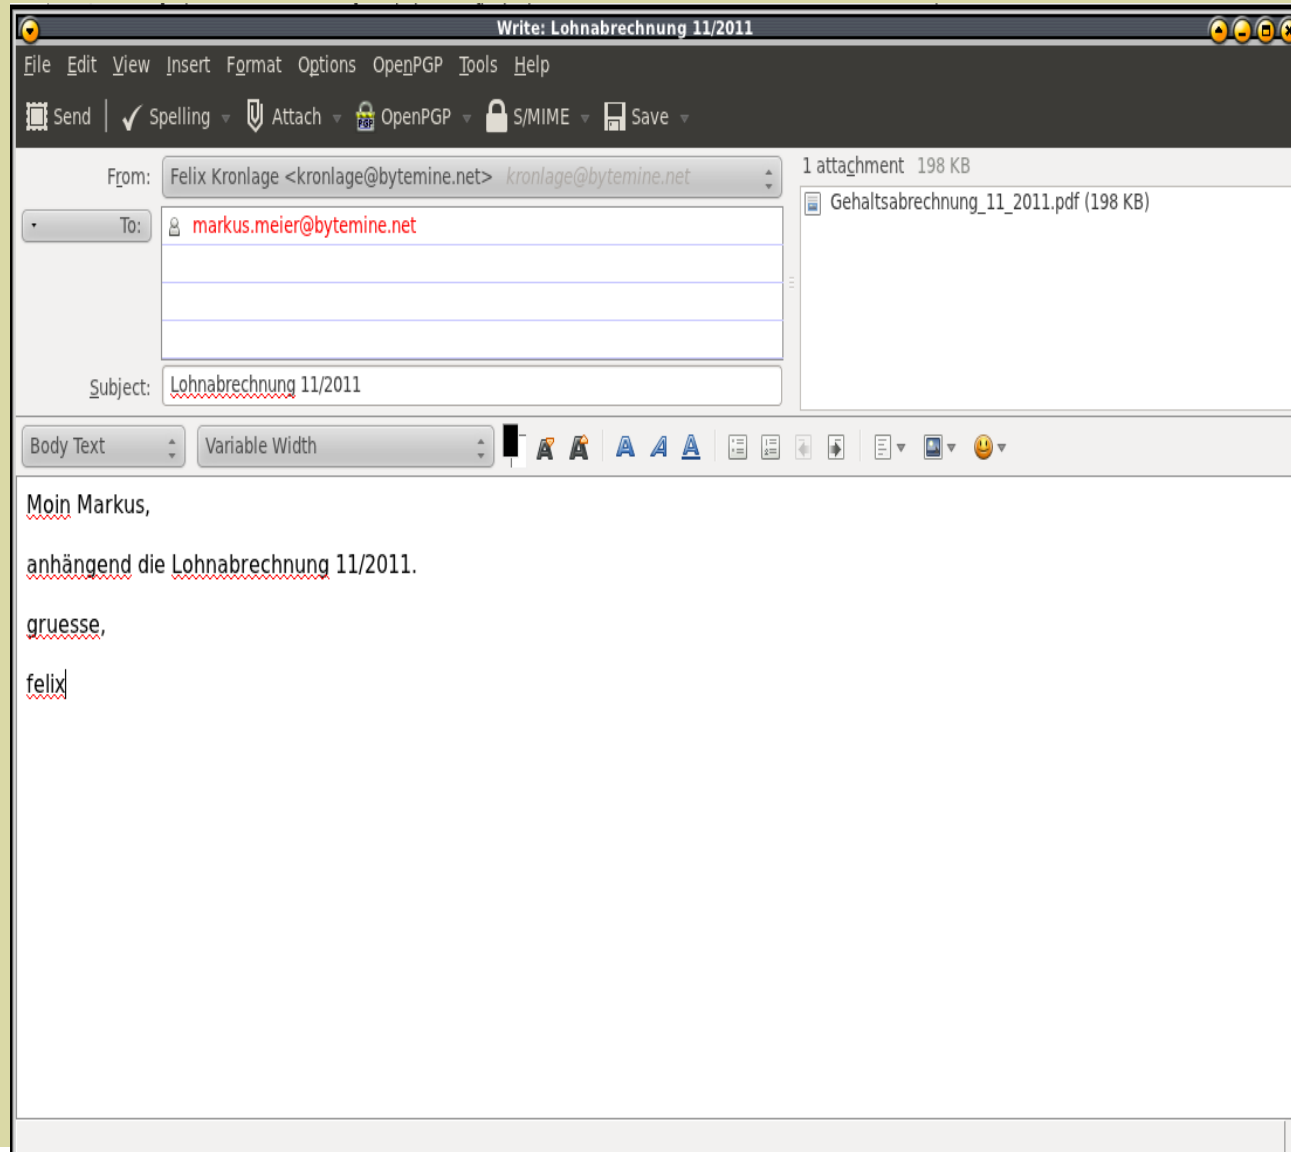 Write: Lohnabrechnung 11/2011
File Edit View Insert Format Options OpenPGP Tools Help
Send Spelling Attach OpenPGP S/MIME Save
From: Felix Kronlage <kronlage@bytemine.net> kronlage@bytemine.net
1 attachment 198 KB
To: markus.meier@bytemine.net
Gehaltsabrechnung_11_2011.pdf (198 KB)
Subject: Lohnabrechnung 11/2011
Body Text Variable Width
Moin Markus,
anhängend die Lohnabrechnung 11/2011.
gruesse,
felix